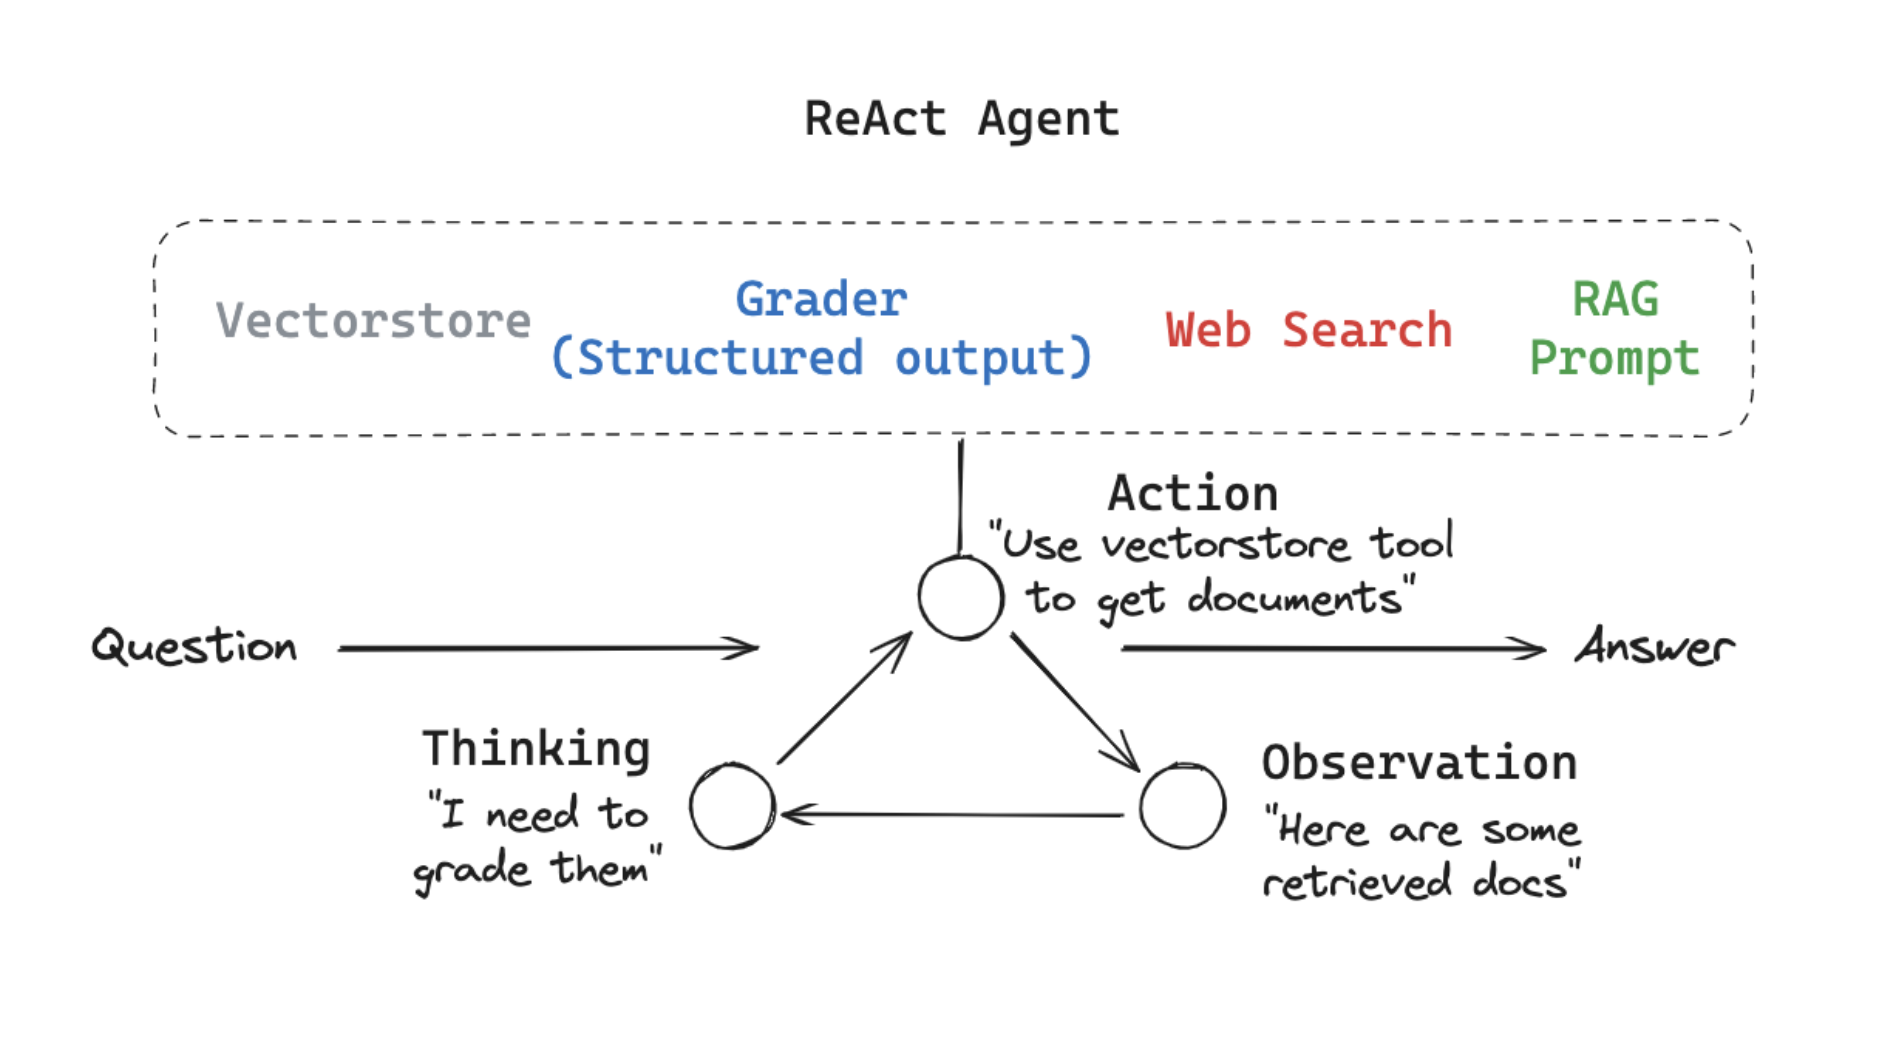 ReAct Agent
Vectorstore
Grader
(Structured output)
Web Search
RAG
Prompt
Action
"Use vectorstore tool
to get documents"
Question
Answer
Thinking
"I need to
grade them"
Observation
"Here are some
retrieved docs"